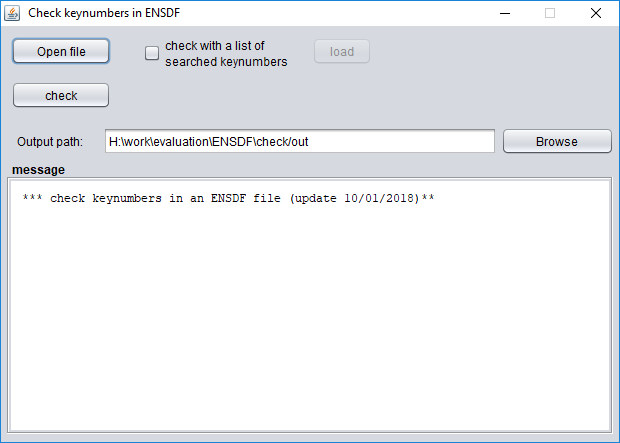 Check keynumbers in ENSDF
Open file
check with a list of
searched keynumbers
load
check
Output path:
H:\work\evaluation\ENSDF\check/out
Browse
message
*** check keynumbers in an ENSDF file (update 10/01/2018)**